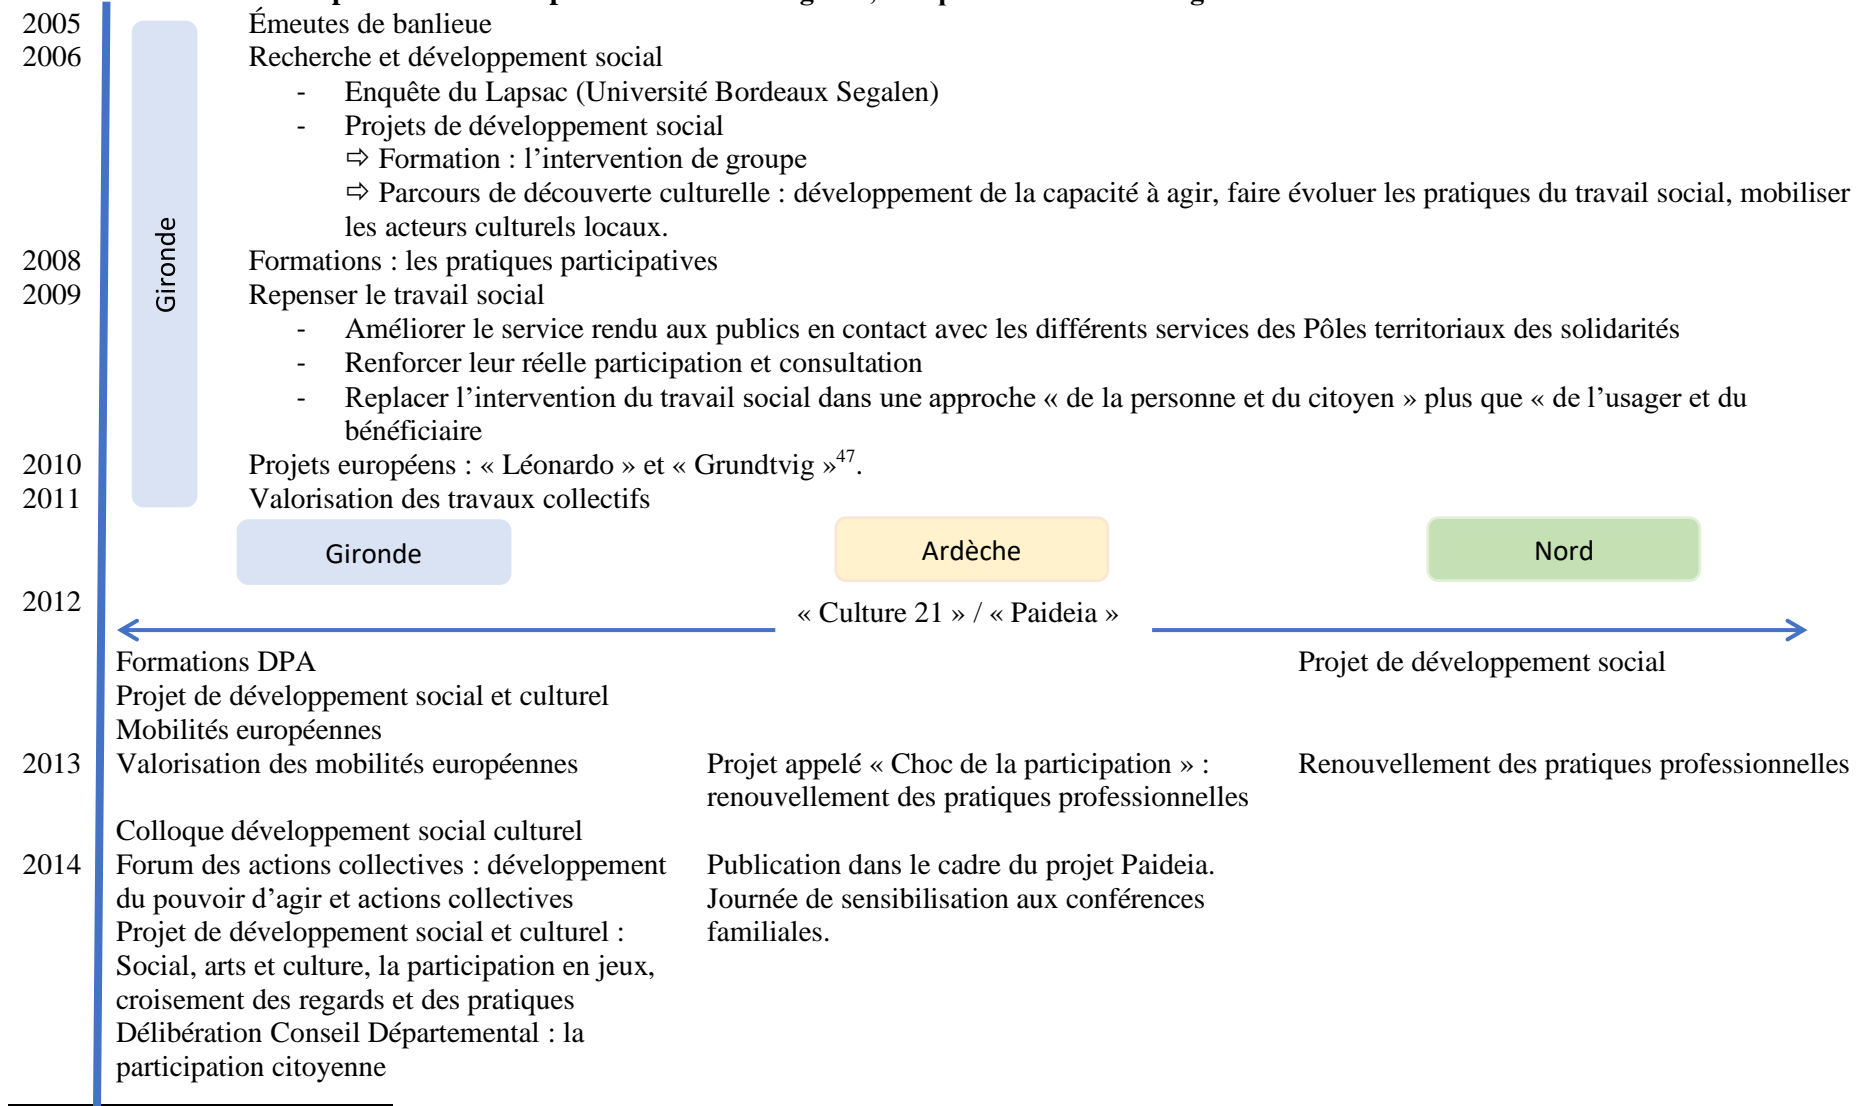 2005 Émeutes de banlieue
2006 Recherche et développement social
- Enquête du Lapsac (Université Bordeaux Segalen)
- Projets de développement social
⇨ Formation : l’intervention de groupe
⇨ Parcours de découverte culturelle : développement de la capacité à agir, faire évoluer les pratiques du travail social, mobiliser
les acteurs culturels locaux.
Gironde
2008 Formations : les pratiques participatives
2009 Repenser le travail social
- Améliorer le service rendu aux publics en contact avec les différents services des Pôles territoriaux des solidarités
- Renforcer leur réelle participation et consultation
- Replacer l’intervention du travail social dans une approche « de la personne et du citoyen » plus que « de l’usager et du
bénéficiaire
2010 Projets européens : « Léonardo » et « Grundtvig »47.
2011 Valorisation des travaux collectifs
Gironde Ardèche Nord
2012 « Culture 21 » / « Paideia »
Formations DPA Projet de développement social
Projet de développement social et culturel
Mobilités européennes
2013 Valorisation des mobilités européennes Projet appelé « Choc de la participation » : Renouvellement des pratiques professionnelles
renouvellement des pratiques professionnelles
Colloque développement social culturel
2014 Forum des actions collectives : développement Publication dans le cadre du projet Paideia.
du pouvoir d’agir et actions collectives Journée de sensibilisation aux conférences
Projet de développement social et culturel : familiales.
Social, arts et culture, la participation en jeux,
croisement des regards et des pratiques
Délibération Conseil Départemental : la
participation citoyenne